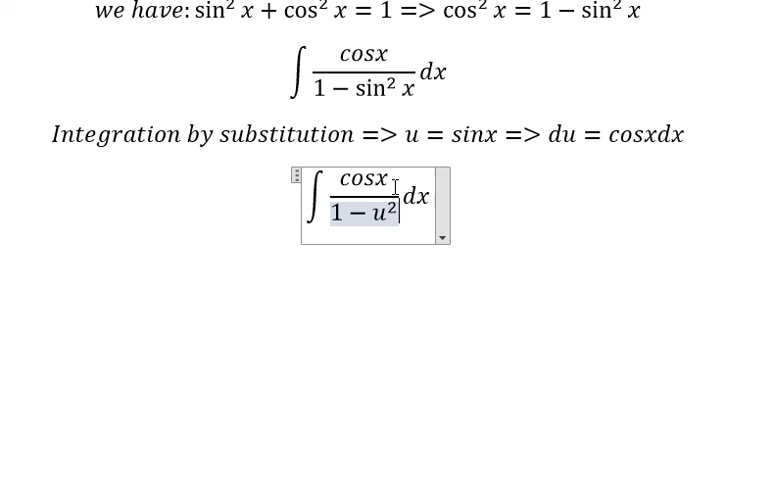 we have: sin² x + cos² x = 1 => cos² x = 1 − sin² x
∫ cosx / (1 − sin² x) dx
Integration by substitution => u = sinx => du = cosxdx
∫ cosx / (1 − u²) dx